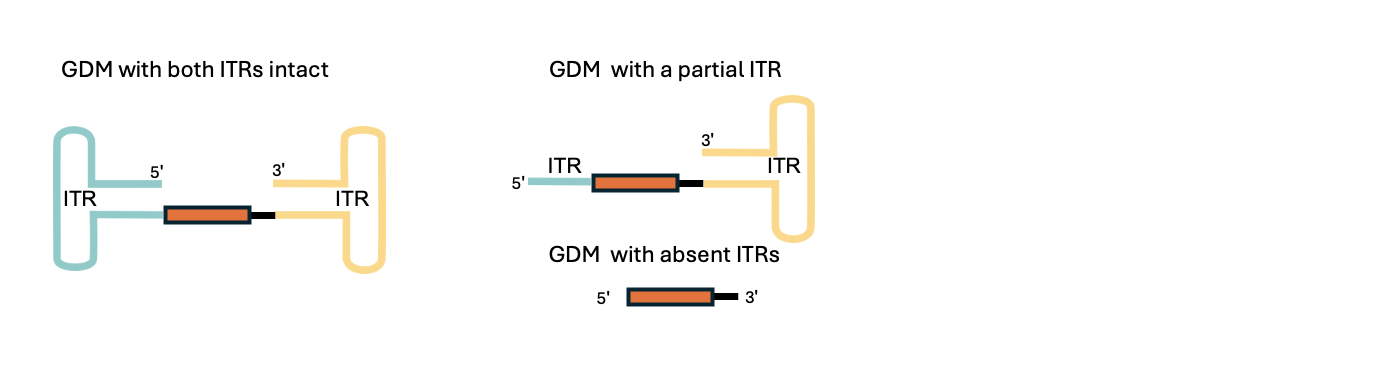 GDM with both ITRs intact
5'
3'
ITR
ITR
GDM with a partial ITR
3'
ITR
ITR
5'
GDM with absent ITRs
5'
3'